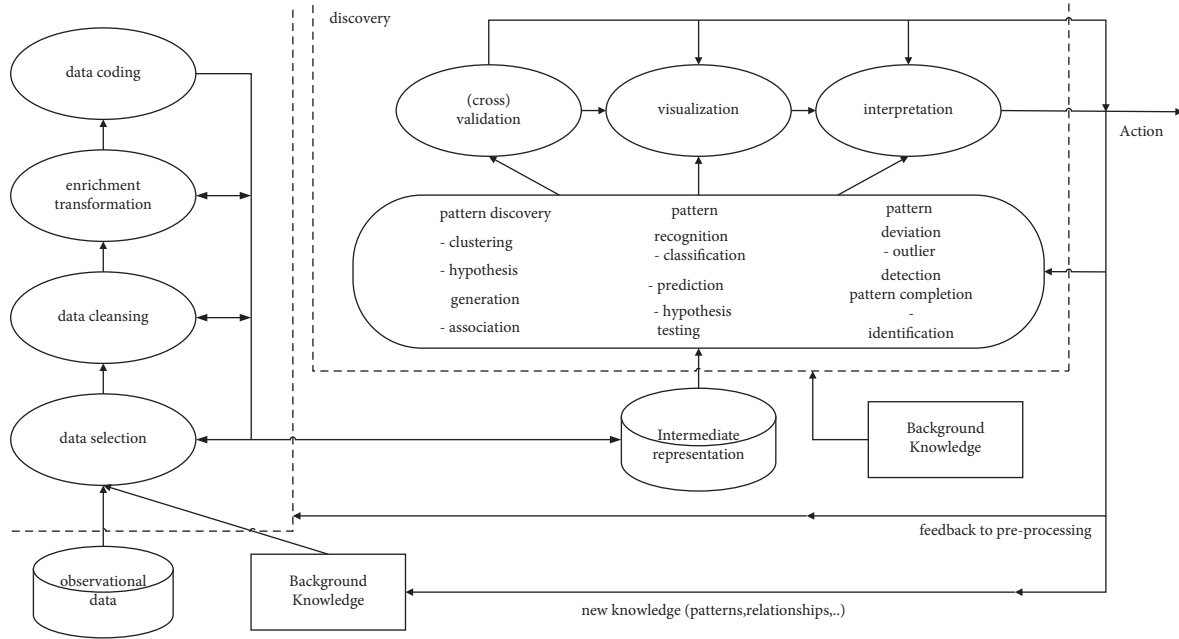 discovery
data coding
(cross)
validation
visualization
interpretation
Action
enrichment
transformation
pattern discovery
- clustering
- hypothesis
generation
- association
pattern
recognition
- classification
- prediction
- hypothesis
testing
pattern
deviation
- outlier
detection
pattern completion
-
identification
data cleansing
data selection
Intermediate
representation
Background
Knowledge
feedback to pre-processing
observational
data
Background
Knowledge
new knowledge (patterns,relationships,..)